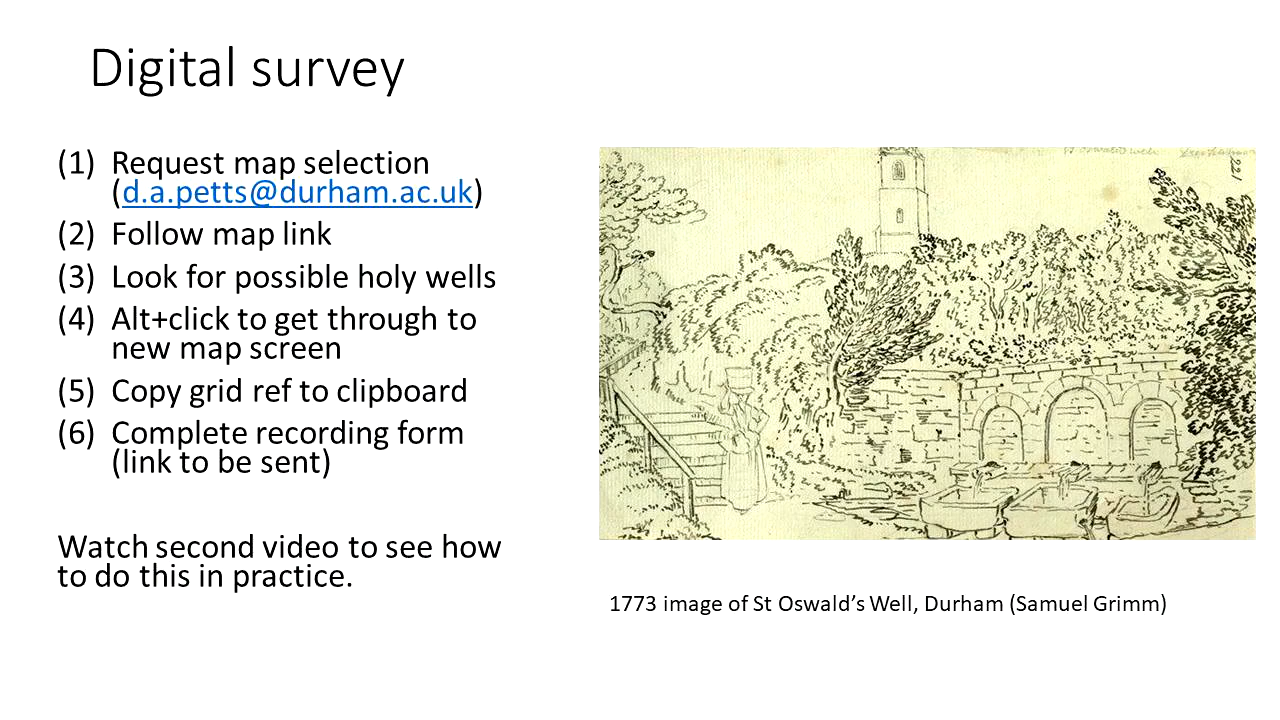 Digital survey
(1) Request map selection
(d.a.petts@durham.ac.uk)
(2) Follow map link
(3) Look for possible holy wells
(4) Alt+click to get through to
new map screen
(5) Copy grid ref to clipboard
(6) Complete recording form
(link to be sent)
Watch second video to see how
to do this in practice.
221
1773 image of St Oswald’s Well, Durham (Samuel Grimm)